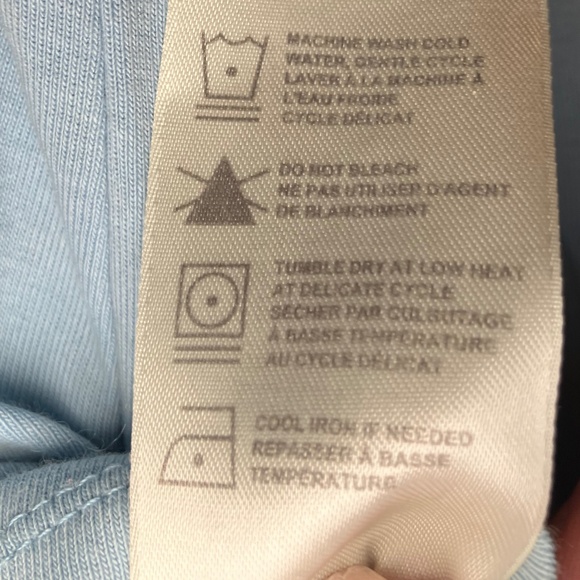 MACHINE WASH COLD
WATER, GENTLE CYCLE
LAVER À LA MACHINE À
L'EAU FROIDE
CYCLE DÉLICAT
DO NOT BLEACH
NE PAS UTILISER D'AGENT
DE BLANCHIMENT
TUMBLE DRY AT LOW HEAT
AT DELICATE CYCLE
SÉCHER PAR CULBUTAGE
À BASSE TEMPÉRATURE
AU CYCLE DÉLICAT
COOL IRON IF NEEDED
REPASSER À BASSE
TEMPÉRATURE